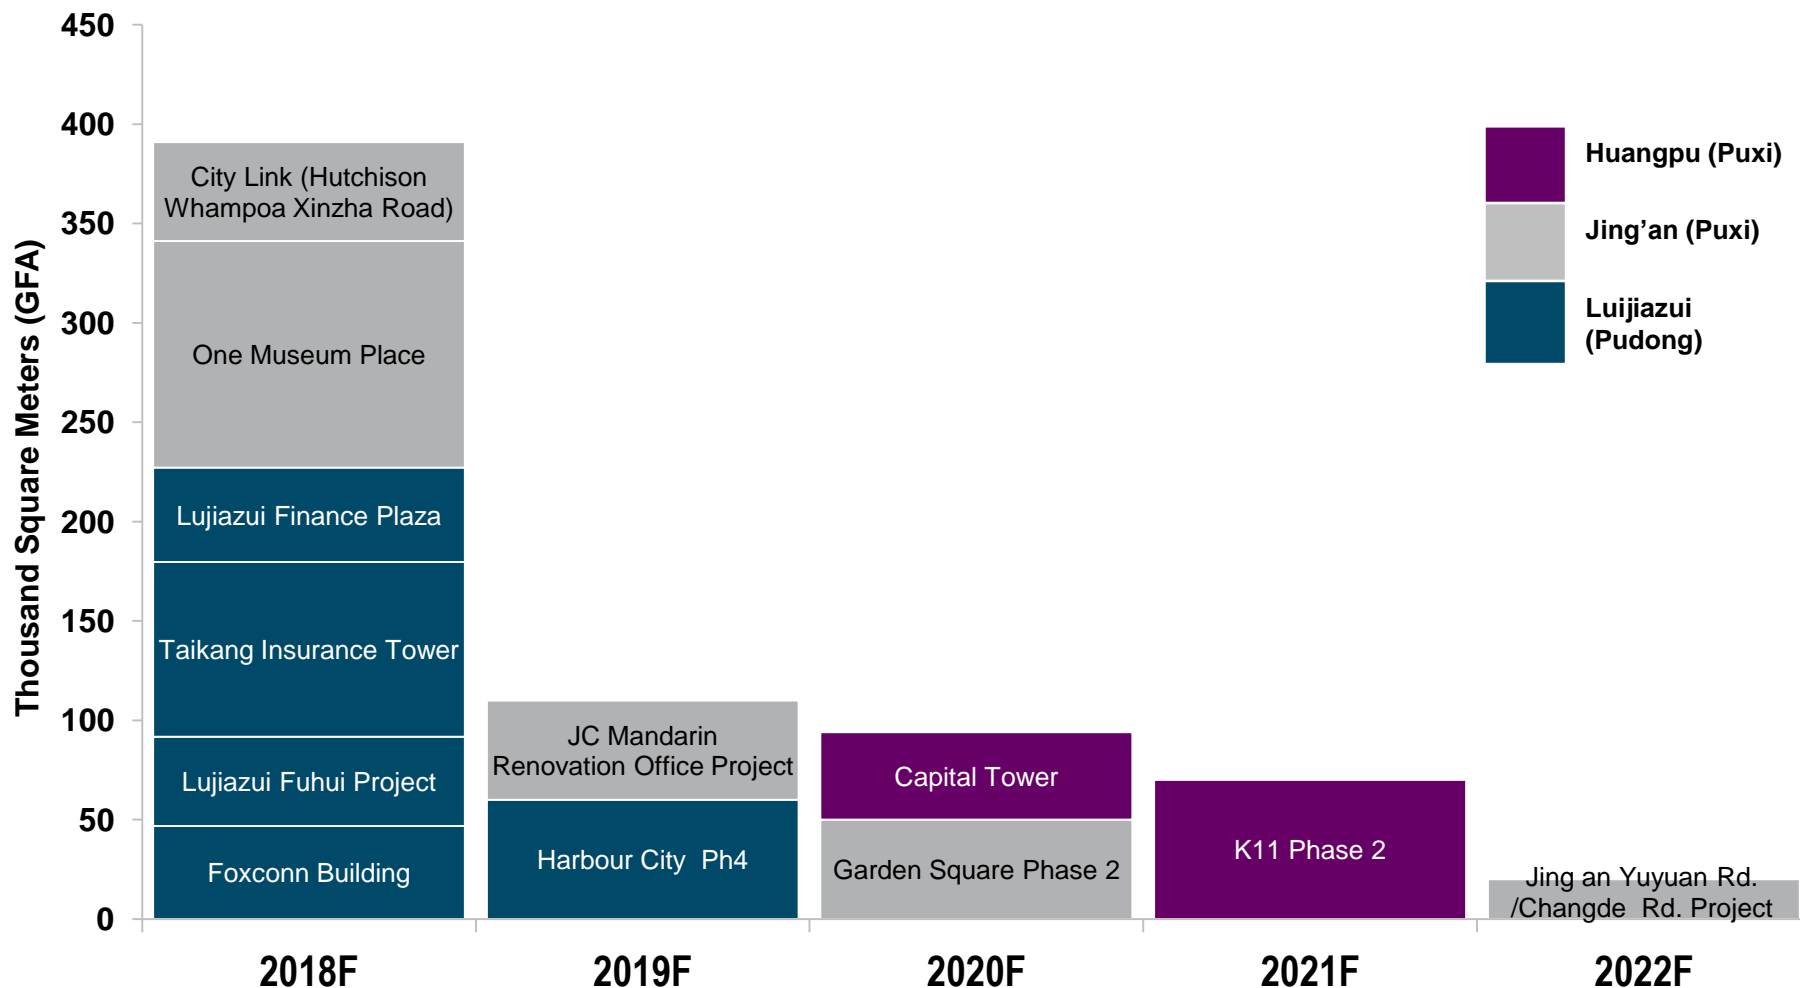 Thousand Square Meters (GFA)
450
400
350
300
250
200
150
100
50
0
City Link (Hutchison
Whampoa Xinzha Road)
One Museum Place
Lujiazui Finance Plaza
Taikang Insurance Tower
Lujiazui Fuhui Project
Foxconn Building
JC Mandarin
Renovation Office Project
Harbour City  Ph4
Capital Tower
Garden Square Phase 2
K11 Phase 2
Jing an Yuyuan Rd.
/Changde  Rd. Project
Huangpu (Puxi)
Jing’an (Puxi)
Luijiazui
(Pudong)
2018F
2019F
2020F
2021F
2022F